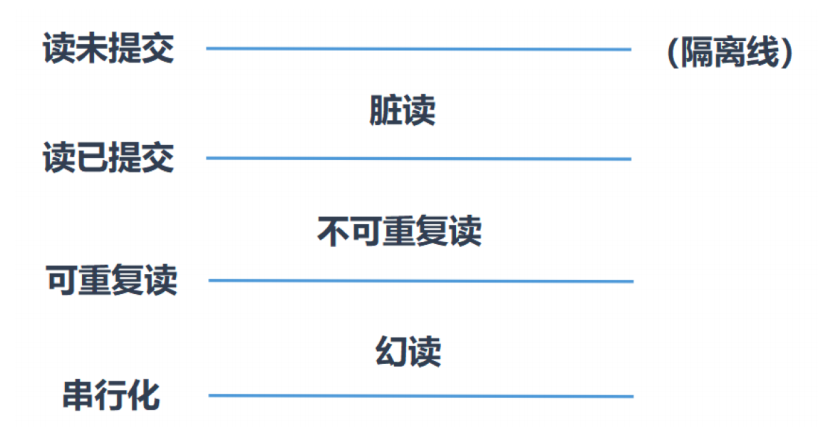 读未提交 (隔离线)
脏读
读已提交
不可重复读
可重复读
幻读
串行化